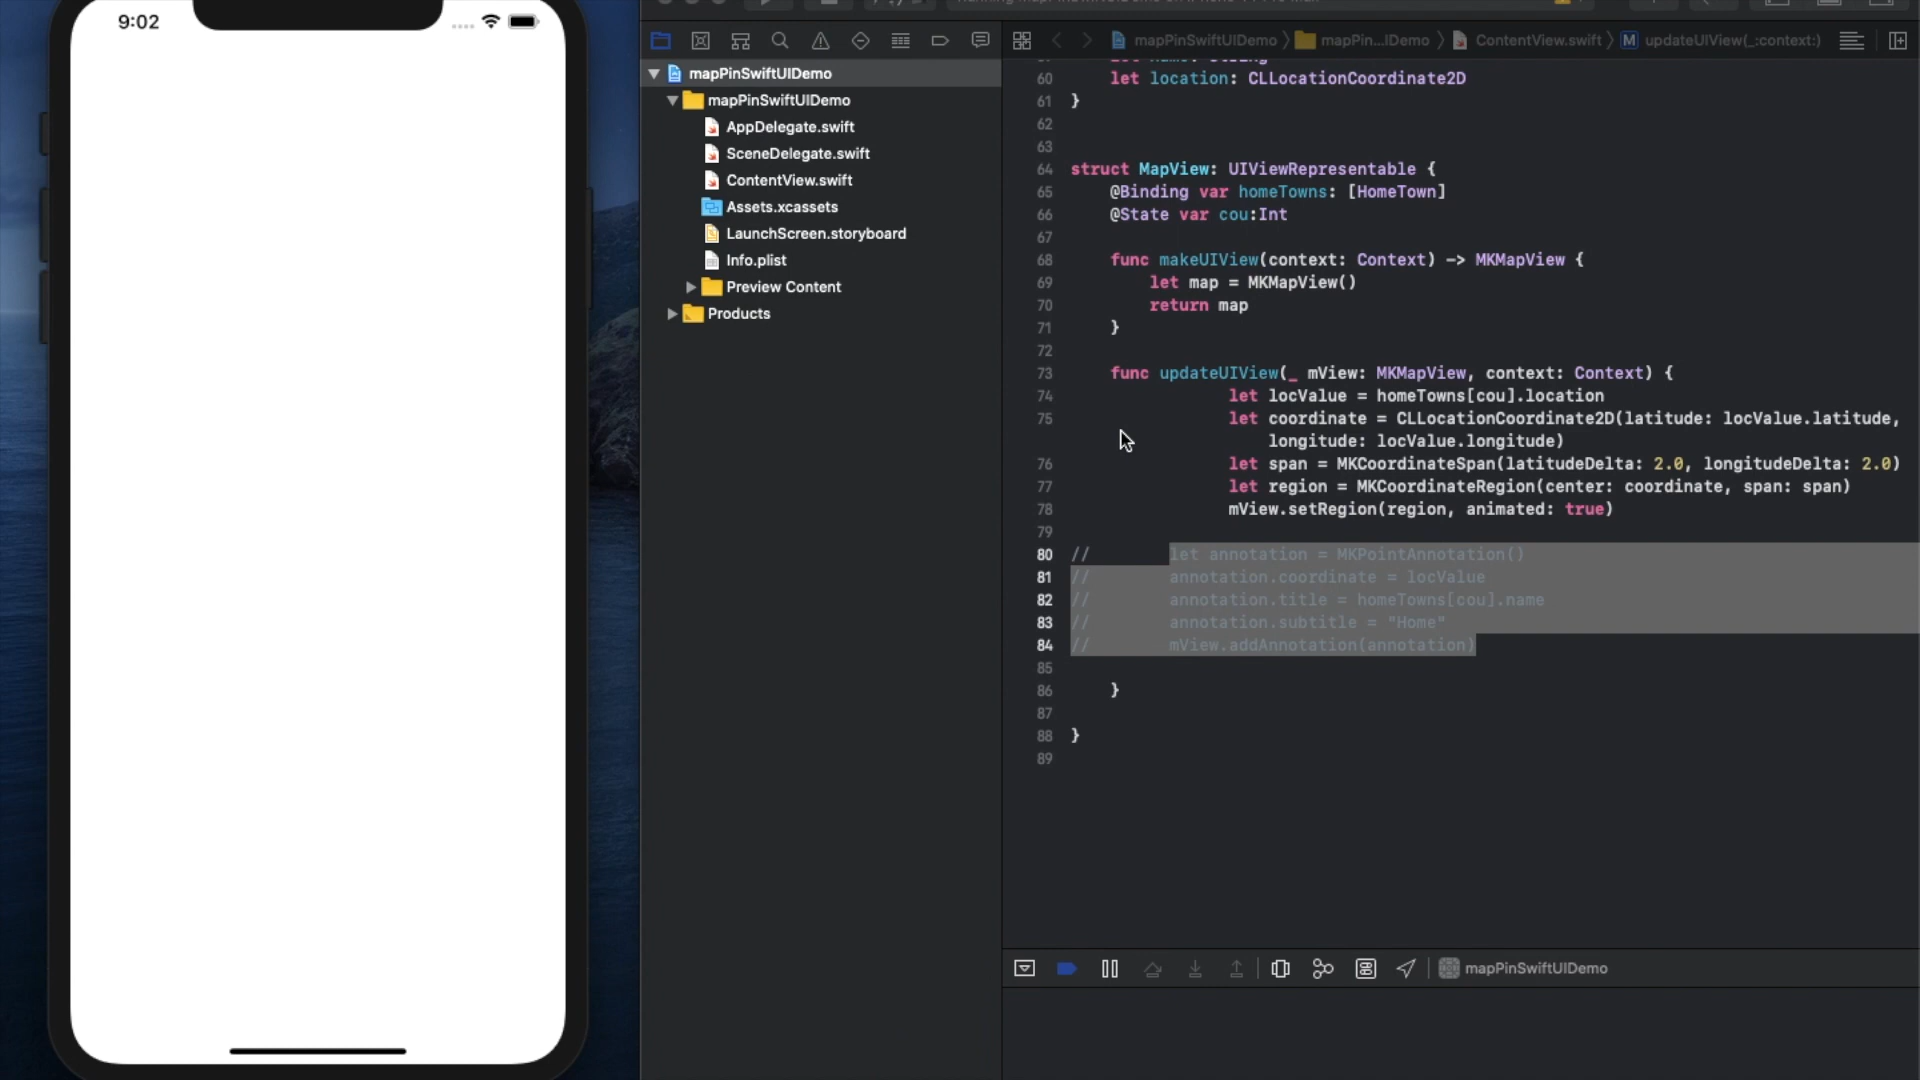 9:02
mapPinSwiftUIDemo
mapPin...IDemo
ContentView.swift
M
updateUIView(_:context:)
mapPinSwiftUIDemo
mapPinSwiftUIDemo
AppDelegate.swift
SceneDelegate.swift
ContentView.swift
Assets.xcassets
LaunchScreen.storyboard
Info.plist
Preview Content
Products
60 let location: CLLocationCoordinate2D
61 }
62
63
64 struct MapView: UIViewRepresentable {
65 @Binding var homeTowns: [HomeTown]
66 @State var cou:Int
67
68 func makeUIView(context: Context) -> MKMapView {
69 let map = MKMapView()
70 return map
71 }
72
73 func updateUIView(_ mView: MKMapView, context: Context) {
74 let locValue = homeTowns[cou].location
75 let coordinate = CLLocationCoordinate2D(latitude: locValue.latitude,
longitude: locValue.longitude)
76 let span = MKCoordinateSpan(latitudeDelta: 2.0, longitudeDelta: 2.0)
77 let region = MKCoordinateRegion(center: coordinate, span: span)
78 mView.setRegion(region, animated: true)
79
80 // let annotation = MKPointAnnotation()
81 // annotation.coordinate = locValue
82 // annotation.title = homeTowns[cou].name
83 // annotation.subtitle = "Home"
84 // mView.addAnnotation(annotation)
85
86 }
87
88 }
89
mapPinSwiftUIDemo